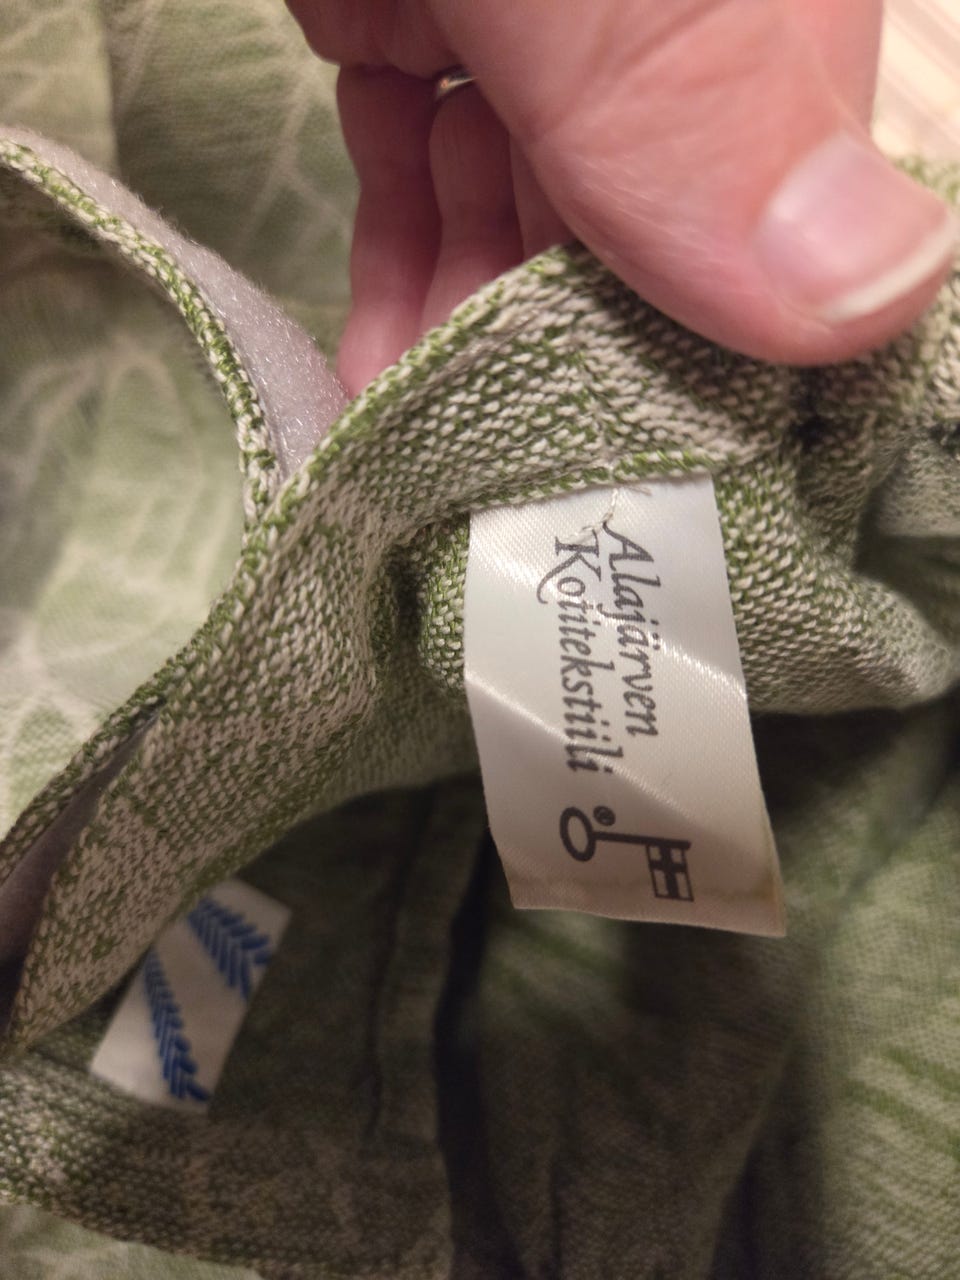 Alajärven
Kotitekstiili
®